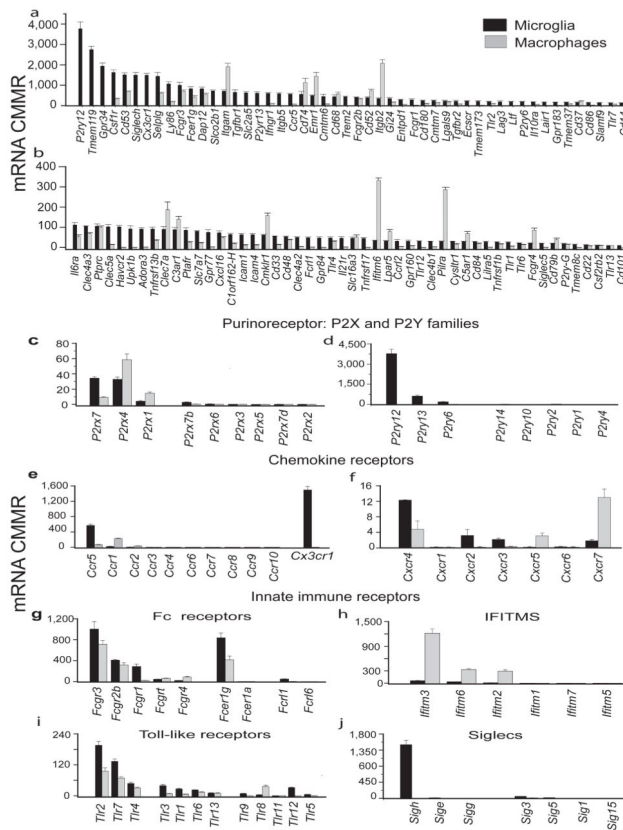 a
Microglia
Macrophages
4,000
3,000
2,000
1,000
0
P2ry12 Tmem119 Gpr34 Csf1r Cd53 Siglech Cx3cr1 Selplg Ly86 Fcgr3 Fcer1g Dap12 Slco2b1 Itgam Tgfbr1 Slc2a5 P2ry13 Ifngr1 Itgb5 Ccr5 Cd74 Emr1 Cmtm6 Cd68 Trem2 Fcgr2b Cd52 Itgb2 Gi24 Entpd1 Fcgr1 Cd180 Cmtm7 Lgals9 Tgfbr2 Ecscr Tmem173 Tlr2 Lag3 Ltf P2ry6 Il10ra Lair1 Gpr183 Tmem37 Cd37 Cd86 Slamf9 Tlr7
mRNA CMMR
b
400
300
200
100
0
Il6ra Clec4a3 Ptprc Clec5a Havcr2 Upk1b Adora3 Tnfrsf13b Clec7a C3ar1 Ptafr Slc7a7 Gpr77 Cxcl16 C1orf162-H Icam1 Icam4 Cmklr1 Cd33 Cd48 Clec4a2 Fcrl1 Gpr84 Tlr4 Il21r Slc16a3 Tnfrsf17 Ifitm6 Lpar5 Ccrl2 Gpr160 Tlr12 Clec4b1 Pilra Cysltr1 C5ar1 Cd84 Lilra5 Tnfrsf1b Tlr1 Tlr6 Fcgr4 Siglec5 Cd79b P2ry-G Tmem8c Cd22 Csf2rb2 Tlr13 Cd101
Purinoreceptor: P2X and P2Y families
c
80
60
40
20
0
P2rx7 P2rx4 P2rx1 P2rx7b P2rx6 P2rx3 P2rx5 P2rx7d P2rx2
d
4,500
3,000
1,500
0
P2ry12 P2ry13 P2ry6 P2ry14 P2ry10 P2ry2 P2ry1 P2ry4
Chemokine receptors
mRNA CMMR
e
1,600
1,200
800
400
0
Ccr5 Ccr1 Ccr2 Ccr3 Ccr4 Ccr6 Ccr7 Ccr8 Ccr9 Ccr10 Cx3cr1
f
16
12
8
4
0
Cxcr4 Cxcr1 Cxcr2 Cxcr3 Cxcr5 Cxcr6 Cxcr7
Innate immune receptors
g
Fc receptors
1,200
800
400
0
Fcgr3 Fcgr2b Fcgr1 Fcgrt Fcgr4 Fcer1g Fcer1a Fcrl1 Fcrl6
h
IFITMS
1,500
900
300
0
Ifitm3 Ifitm6 Ifitm2 Ifitm1 Ifitm7 Ifitm5
i
Toll-like receptors
240
160
80
0
Tlr2 Tlr7 Tlr4 Tlr3 Tlr1 Tlr6 Tlr13 Tlr9 Tlr8 Tlr11 Tlr12 Tlr5
j
Siglecs
1,800
1,200
600
0
Sigh Sige Sigg Sig3 Sig5 Sig1 Sig15